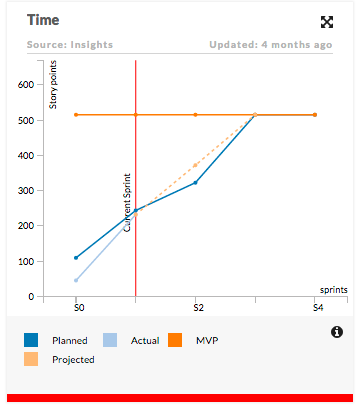 Time
Source: Insights Updated: 4 months ago
Story points
600
500
400
300
200
100
0
Current Sprint
sprints
S0 S2 S4
Planned Actual MVP
Projected